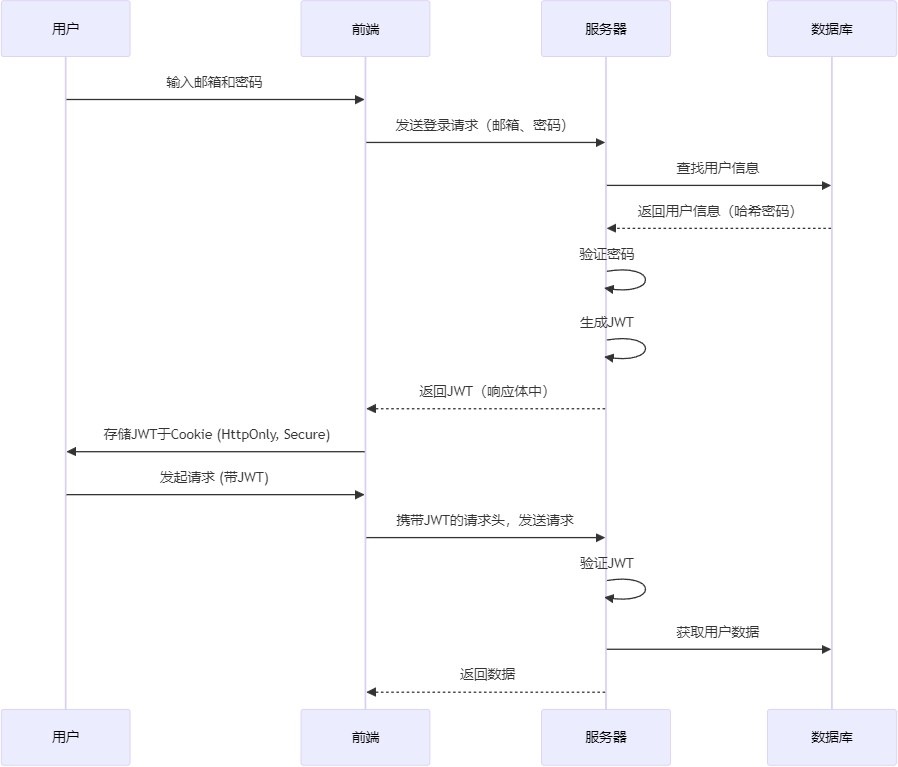 用户
前端
服务器
数据库
输入邮箱和密码
发送登录请求（邮箱、密码）
查找用户信息
返回用户信息（哈希密码）
验证密码
生成JWT
返回JWT（响应体中）
存储JWT于Cookie (HttpOnly, Secure)
发起请求 (带JWT)
携带JWT的请求头，发送请求
验证JWT
获取用户数据
返回数据
用户
前端
服务器
数据库